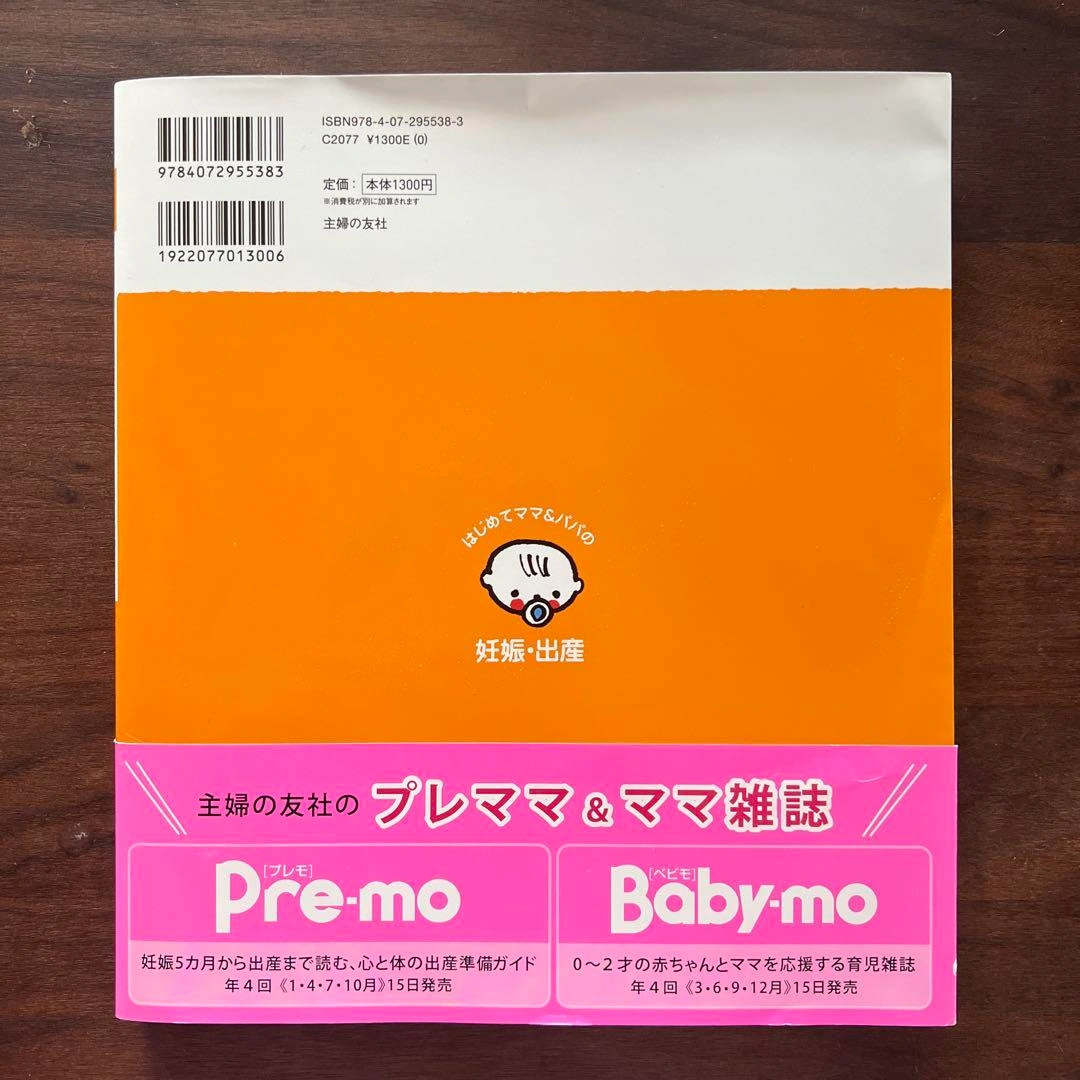 ISBN978-4-07-295538-3
C2077 ¥1300E (0)
9784072955383
定価： 本体1300円
※消費税が別に加算されます
主婦の友社
1922077013006
はじめてママ&パパの
妊娠・出産
主婦の友社の プレママ & ママ雑誌
[プレモ]
Pre-mo
妊娠5カ月から出産まで読む、心と体の出産準備ガイド
年4回《1・4・7・10月》15日発売
[ベビモ]
Baby-mo
0～2才の赤ちゃんとママを応援する育児雑誌
年4回《3・6・9・12月》15日発売